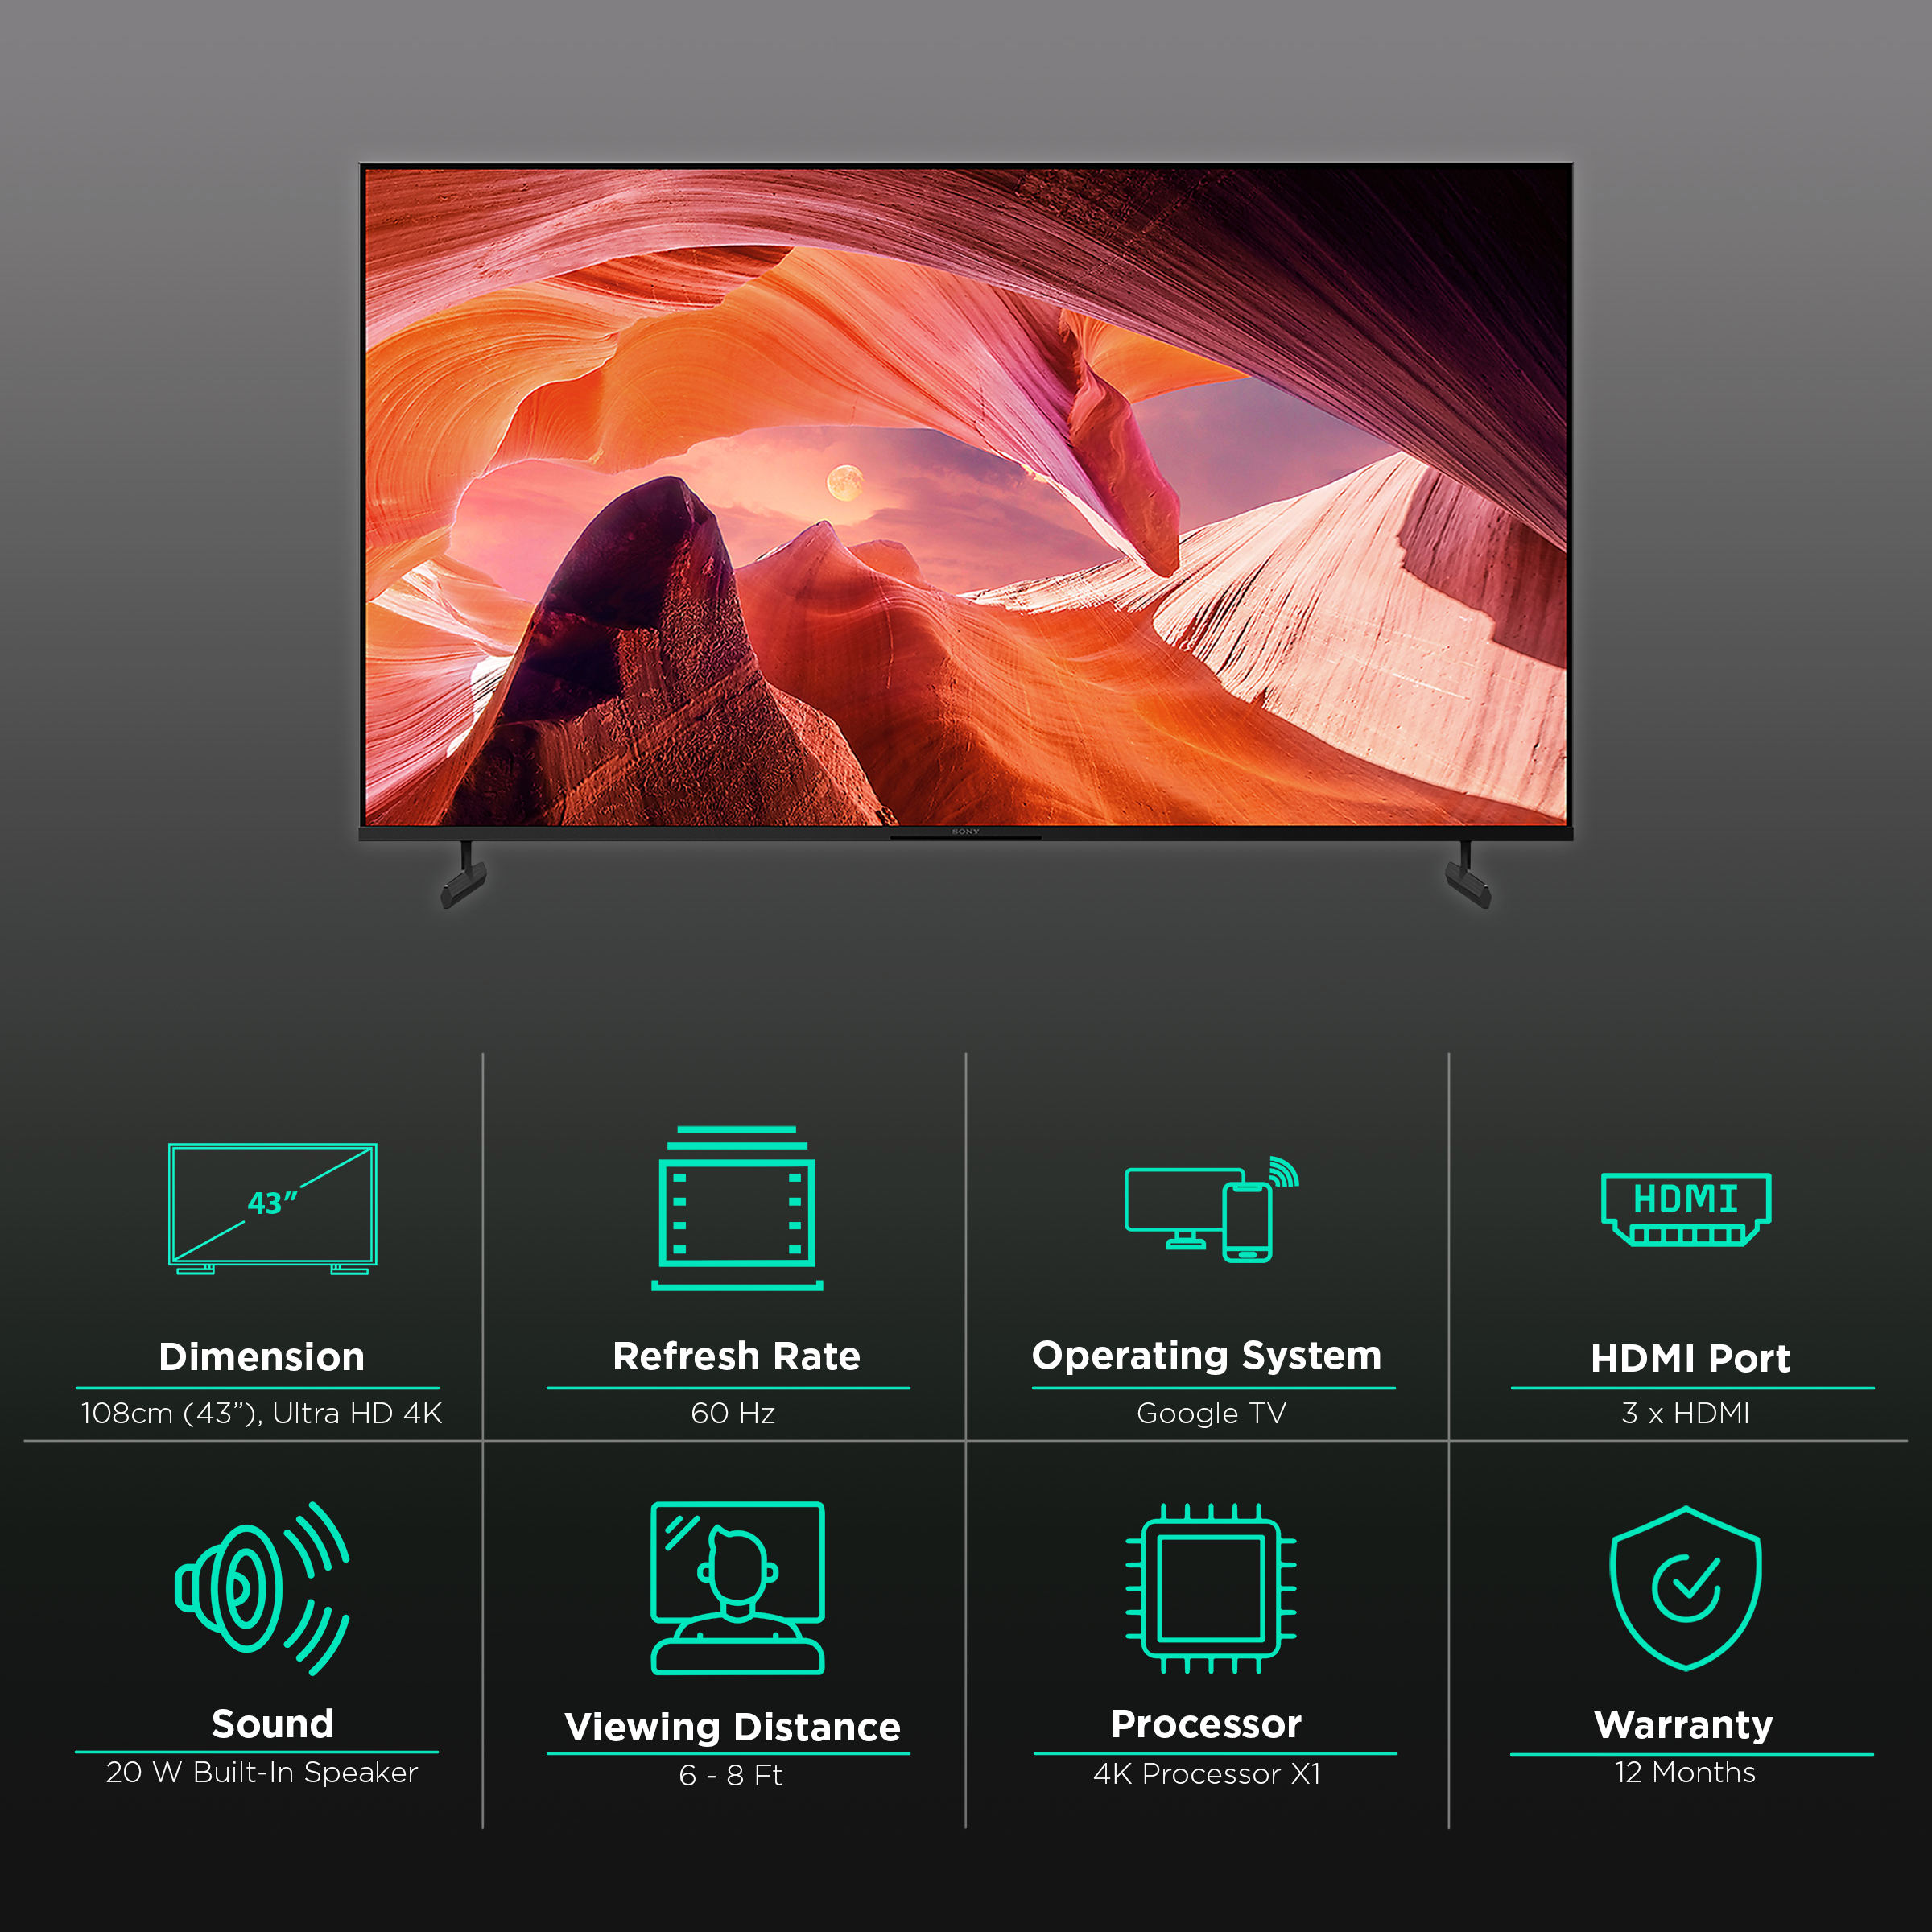 SONY
43”
HDMI
Dimension
108cm (43”), Ultra HD 4K
Refresh Rate
60 Hz
Operating System
Google TV
HDMI Port
3 x HDMI
Sound
20 W Built-In Speaker
Viewing Distance
6 - 8 Ft
Processor
4K Processor X1
Warranty
12 Months